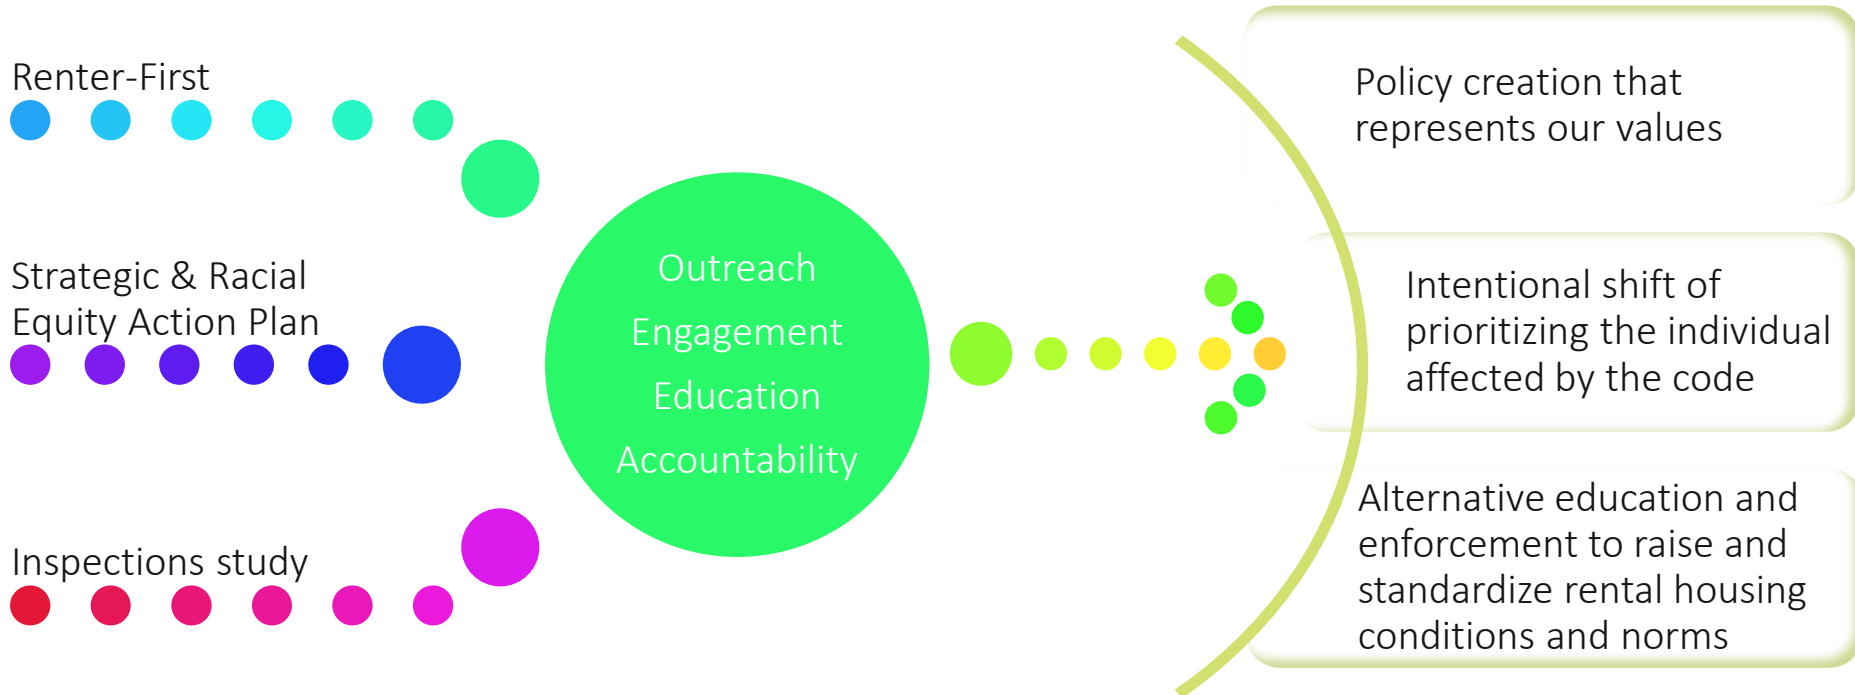 Renter-First
Strategic & Racial
Equity Action Plan
Inspections study
Outreach
Engagement
Education
Accountability
Policy creation that
represents our values
Intentional shift of
prioritizing the individual
affected by the code
Alternative education and
enforcement to raise and
standardize rental housing
conditions and norms